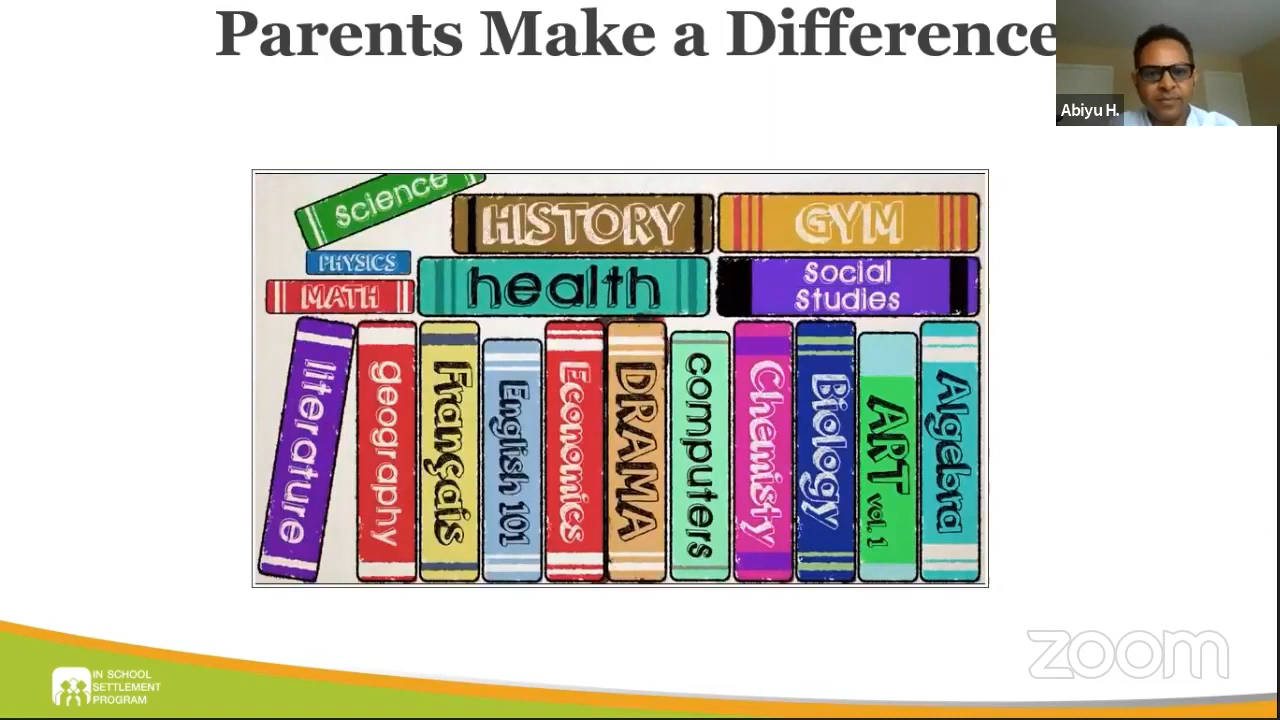 Parents Make a Difference
Abiyu H.
science
HISTORY
GYM
PHYSICS
health
Social
Studies
MATH
literature
geography
Français
English 101
Economics
DRAMA
computers
Chemisty
Biology
ART vol. 1
Algebra
zoom
IN SCHOOL
SETTLEMENT
PROGRAM